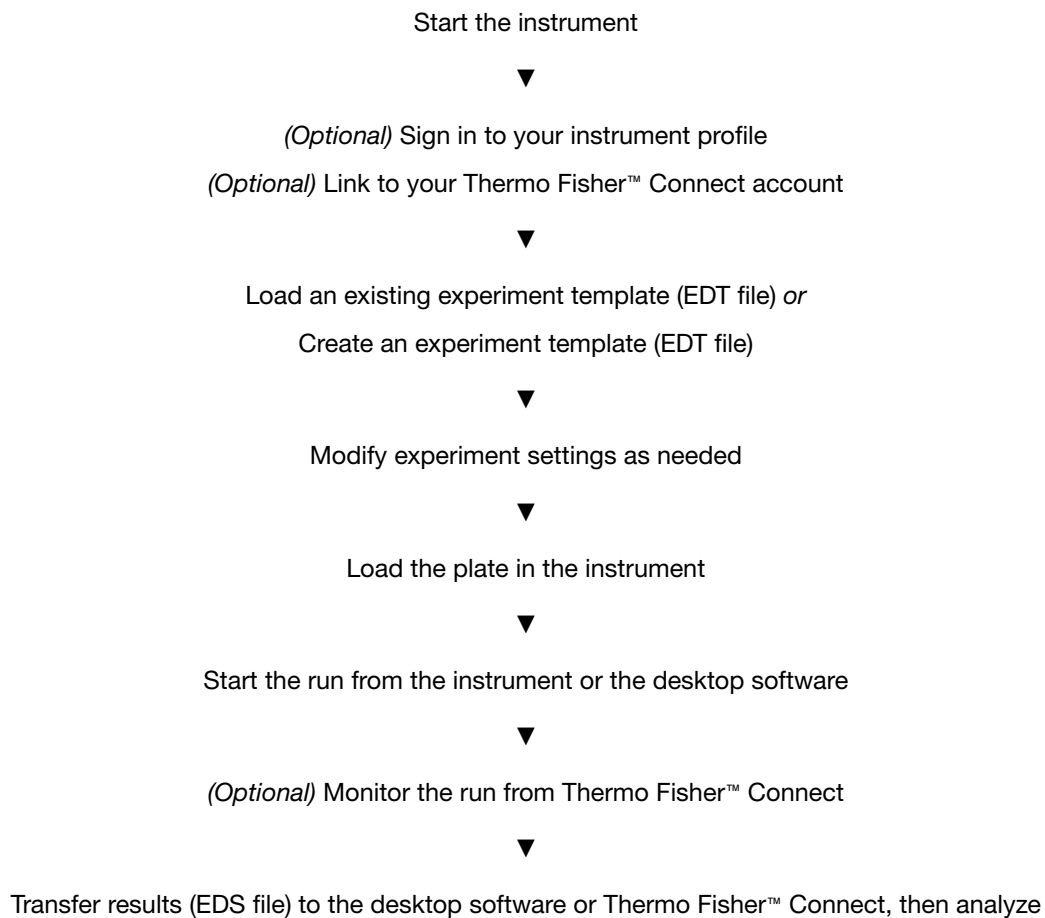 Start the instrument
▼
(Optional) Sign in to your instrument profile
(Optional) Link to your Thermo Fisher™ Connect account
▼
Load an existing experiment template (EDT file) or
Create an experiment template (EDT file)
▼
Modify experiment settings as needed
▼
Load the plate in the instrument
▼
Start the run from the instrument or the desktop software
▼
(Optional) Monitor the run from Thermo Fisher™ Connect
▼
Transfer results (EDS file) to the desktop software or Thermo Fisher™ Connect, then analyze